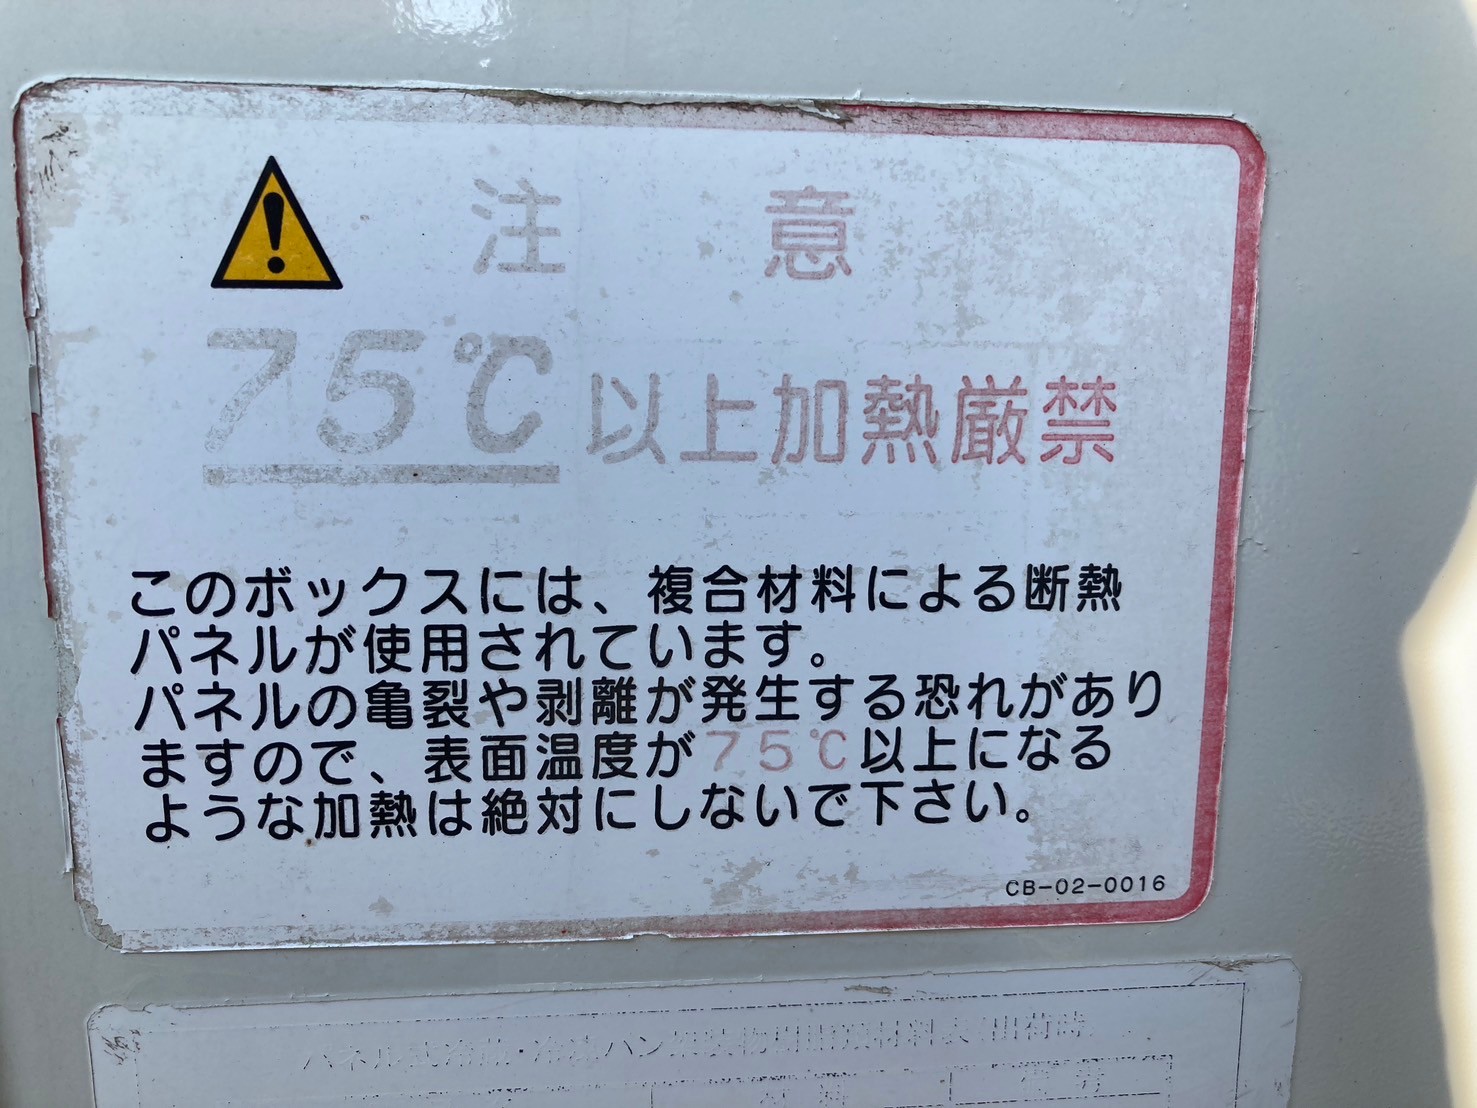 注意
75℃以上加熱厳禁
このボックスには、複合材料による断熱
パネルが使用されています。
パネルの亀裂や剥離が発生する恐れがあり
ますので、表面温度が75℃以上になる
ような加熱は絶対にしないで下さい。
CB-02-0016